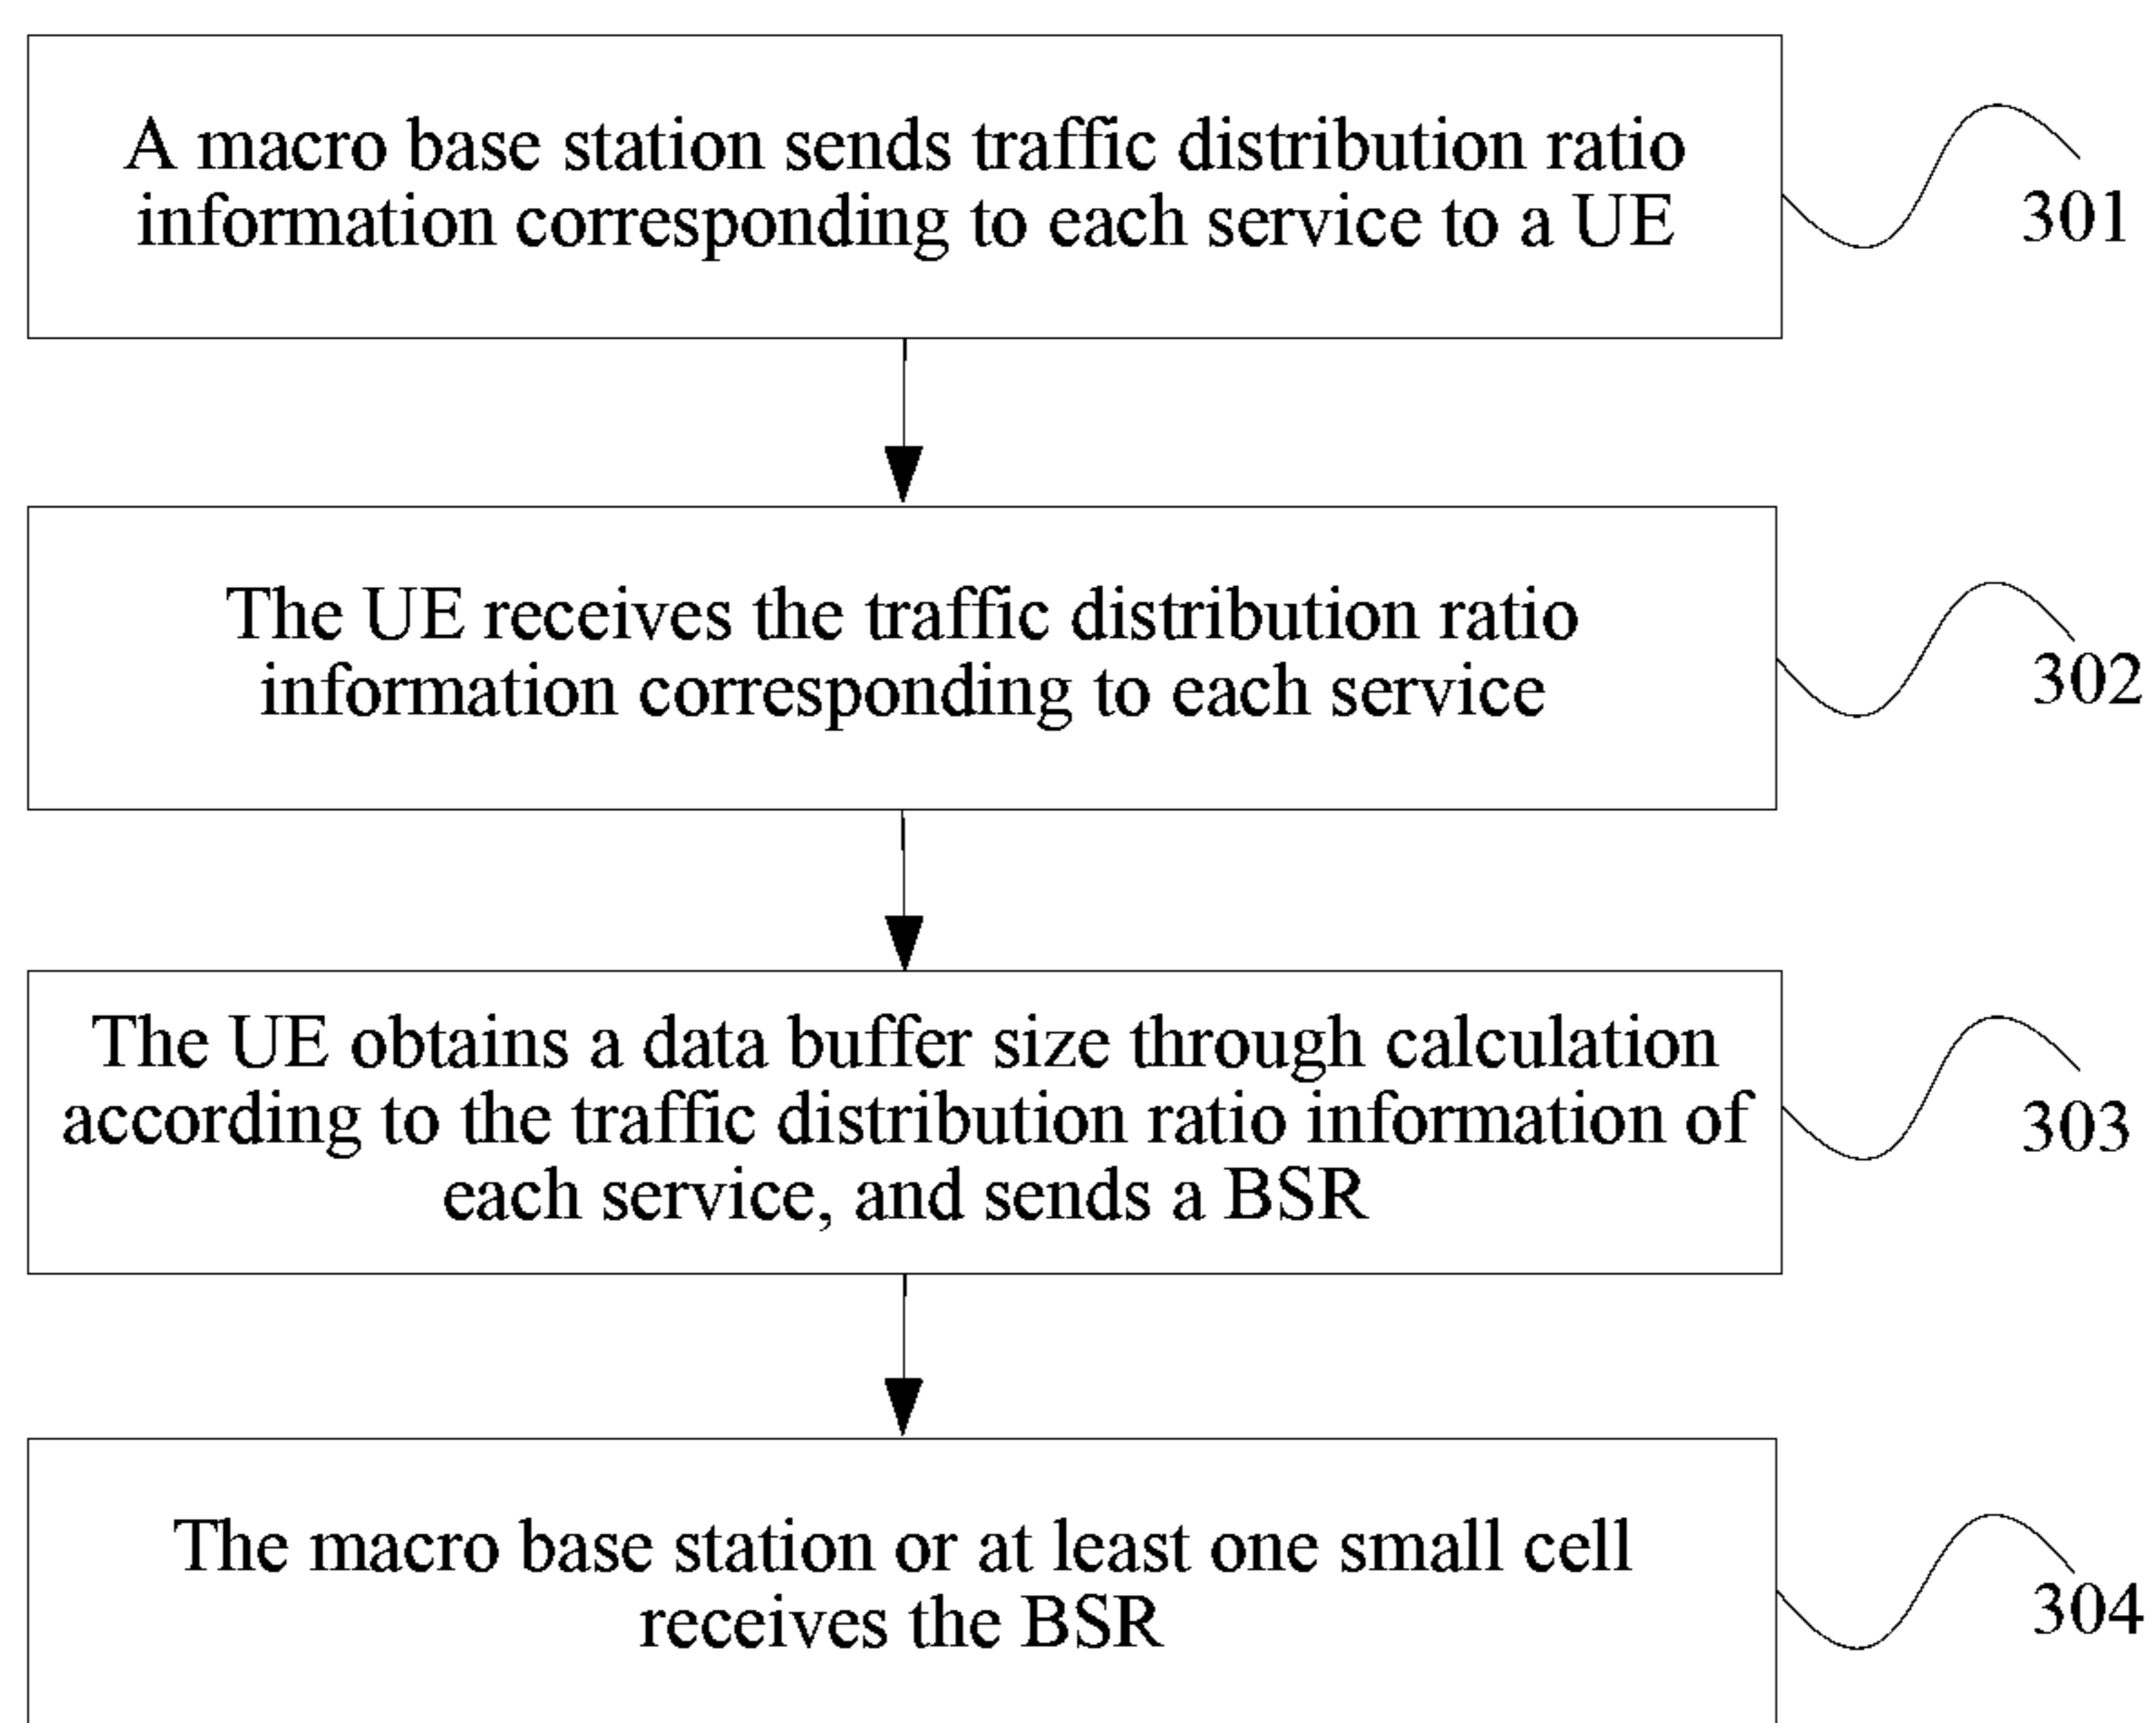 A macro base station sends traffic distribution ratio
information corresponding to each service to a UE
301
The UE receives the traffic distribution ratio
information corresponding to each service
302
The UE obtains a data buffer size through calculation
according to the traffic distribution ratio information of
each service, and sends a BSR
303
The macro base station or at least one small cell
receives the BSR
304